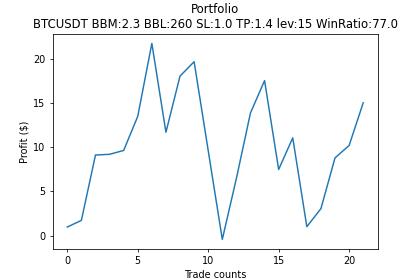 Portfolio
BTCUSDT BBM:2.3 BBL:260 SL:1.0 TP:1.4 lev:15 WinRatio:77.0
20
15
10
5
0
Profit ($)
0 5 10 15 20
Trade counts